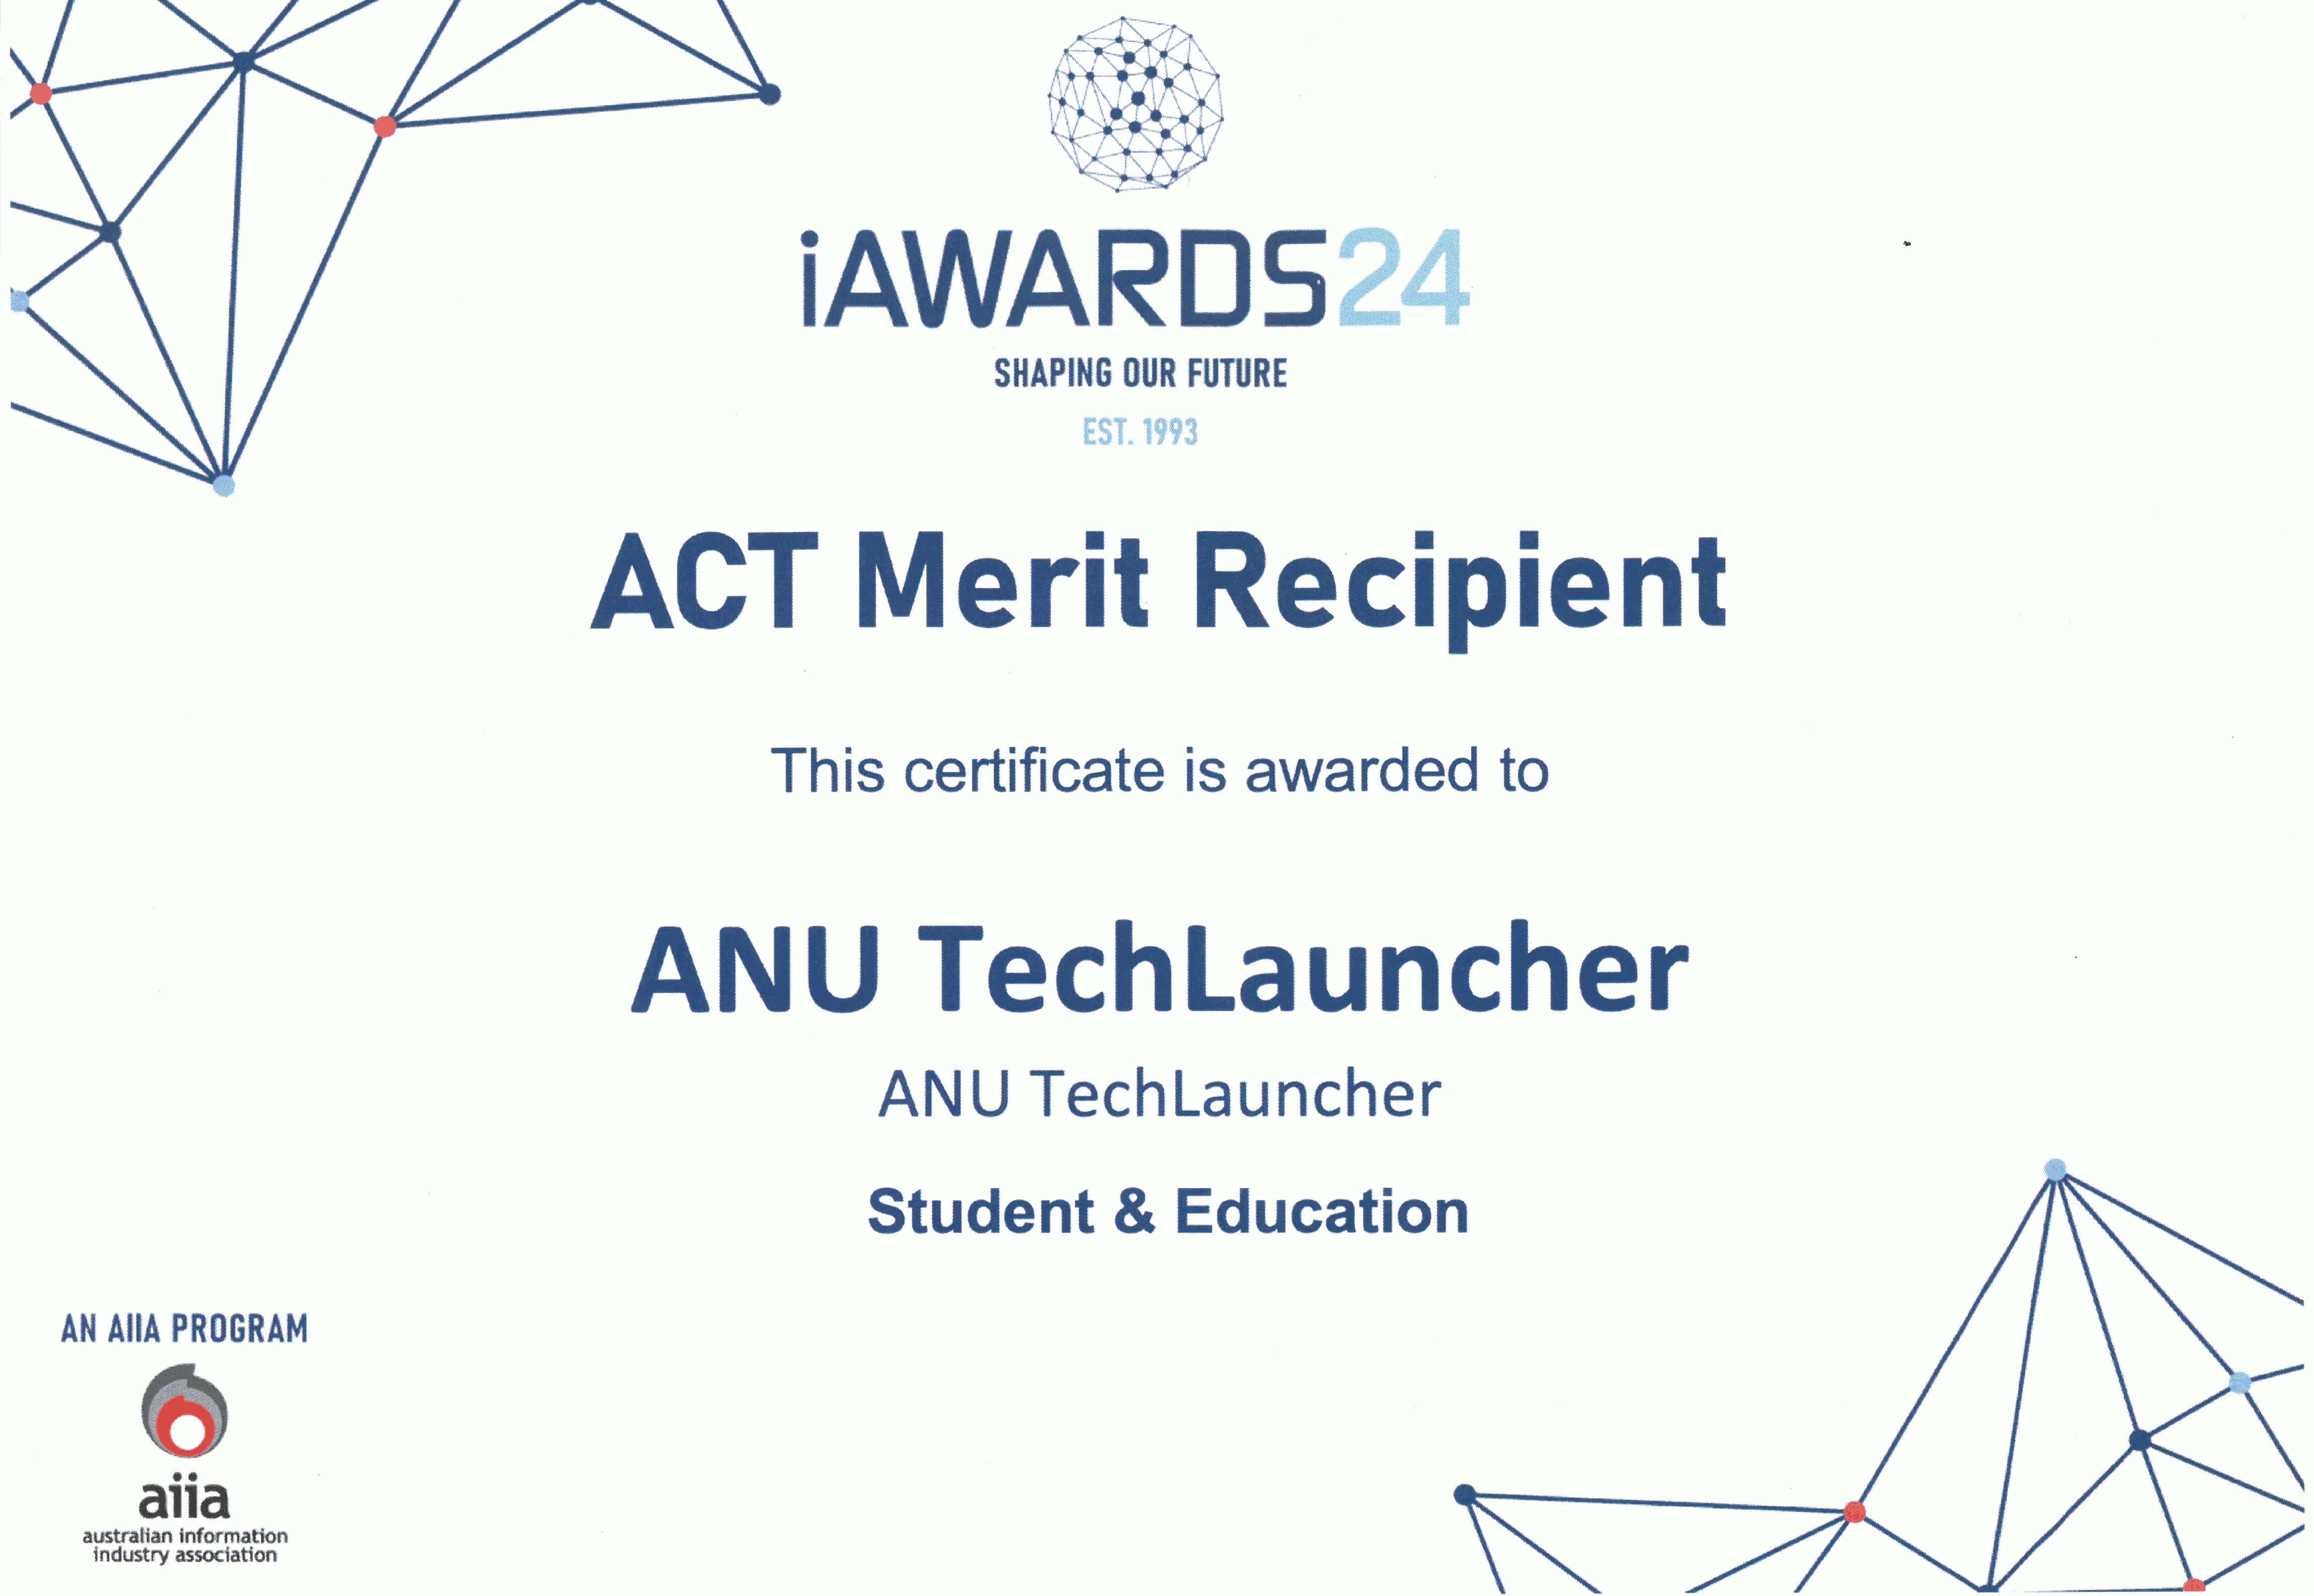 iAWARDS24
SHAPING OUR FUTURE
EST. 1993
ACT Merit Recipient
This certificate is awarded to
ANU TechLauncher
ANU TechLauncher
Student & Education
AN AIIA PROGRAM
aiia
australian information
industry association